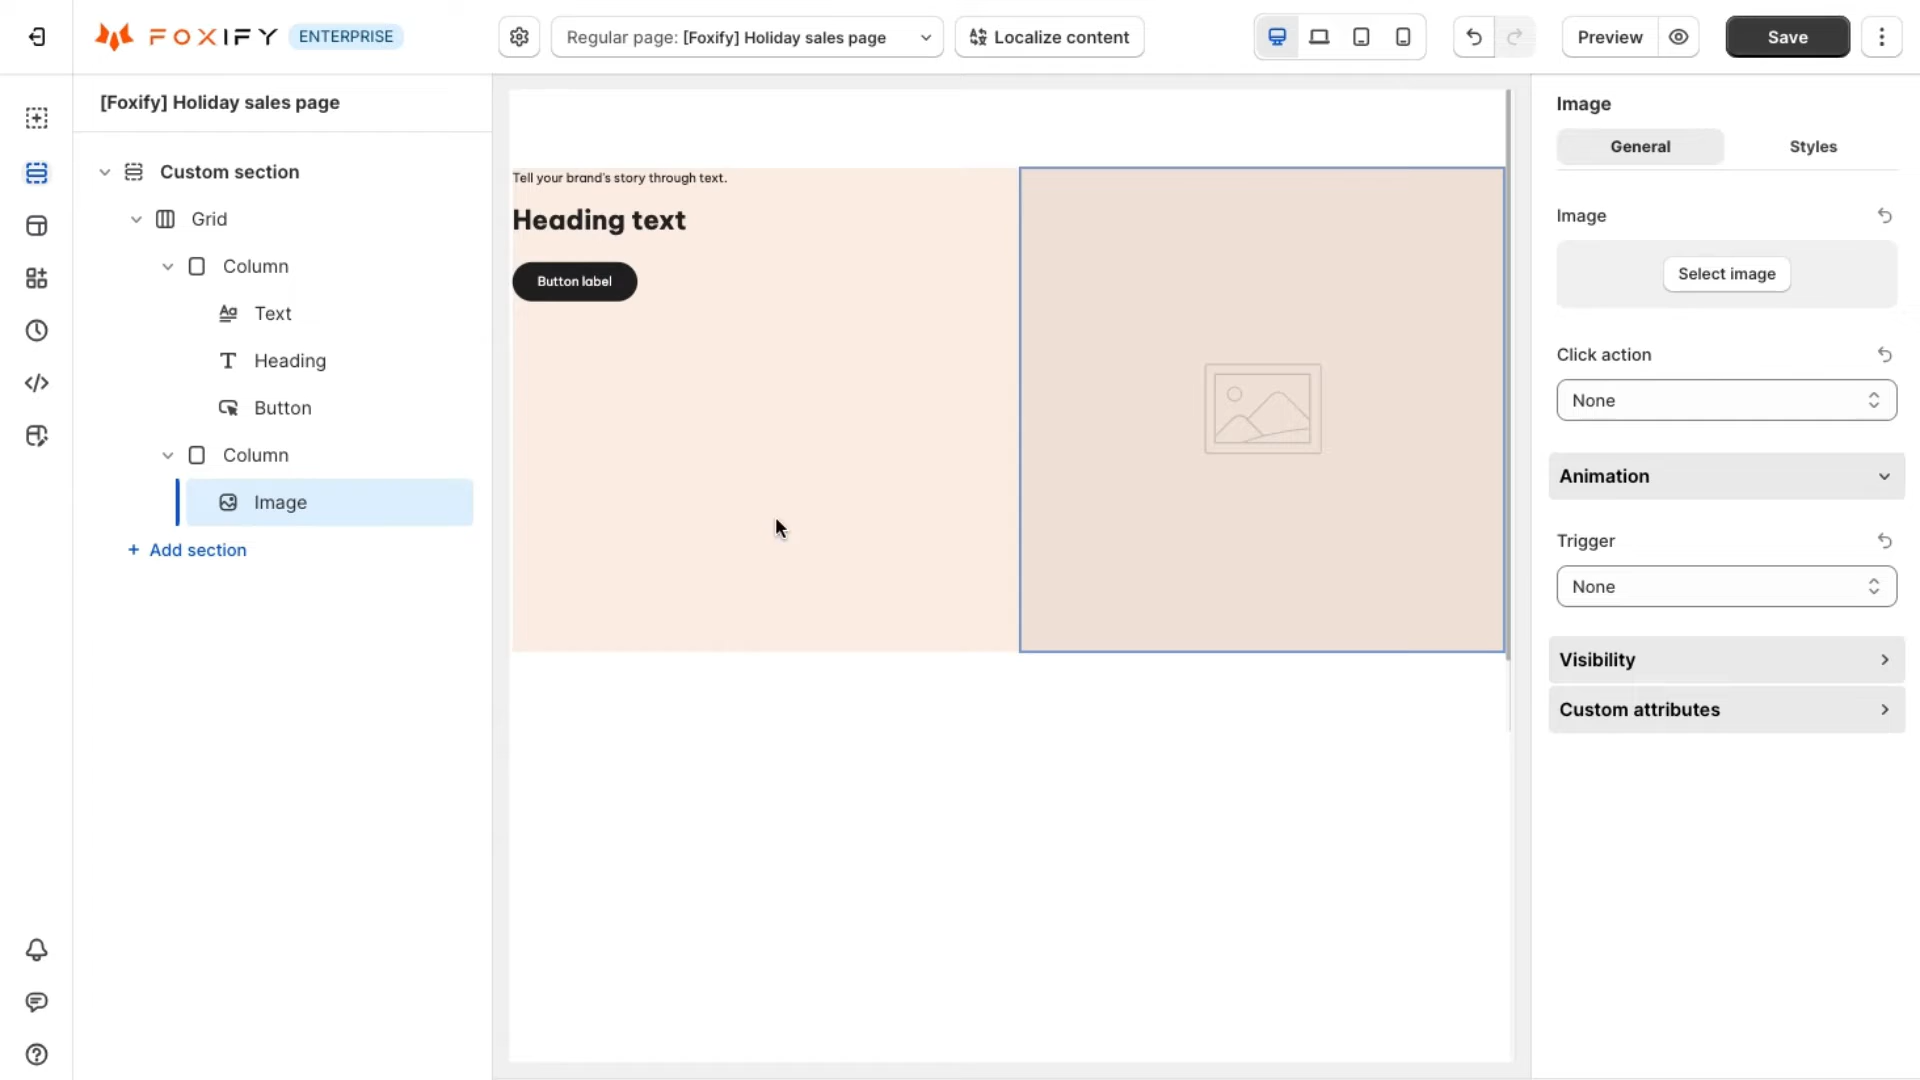 FOXIFY ENTERPRISE
Regular page: [Foxify] Holiday sales page
Localize content
Preview
Save
[Foxify] Holiday sales page
Custom section
Grid
Column
Text
Heading
Button
Column
Image
+ Add section
Tell your brand's story through text.
Heading text
Button label
Image
General
Styles
Image
Select image
Click action
None
Animation
Trigger
None
Visibility
Custom attributes